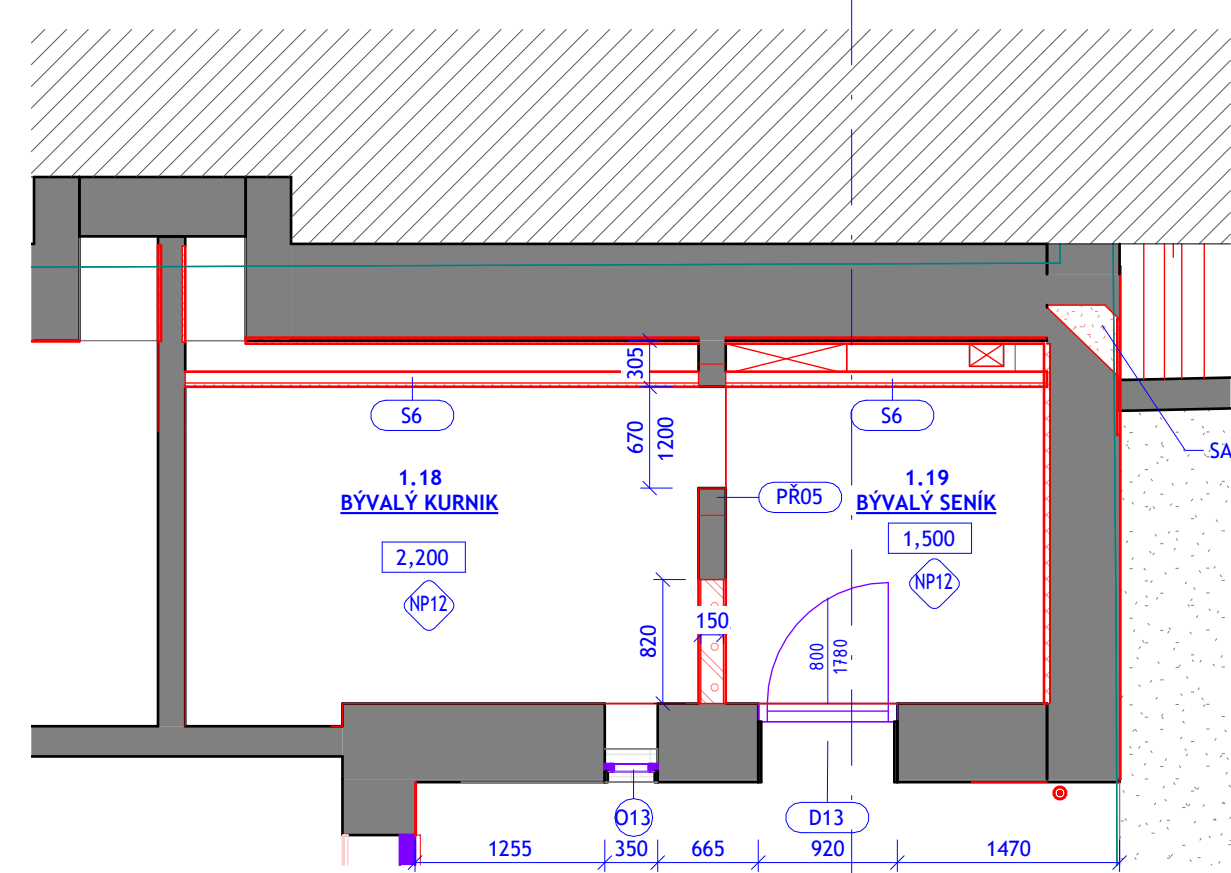 305
S6
S6
670
1200
SA
1.18
BÝVALÝ KURNIK
1.19
BÝVALÝ SENÍK
PŘ05
2,200
1,500
NP12
NP12
150
820
800
1780
O13
D13
1255
350
665
920
1470